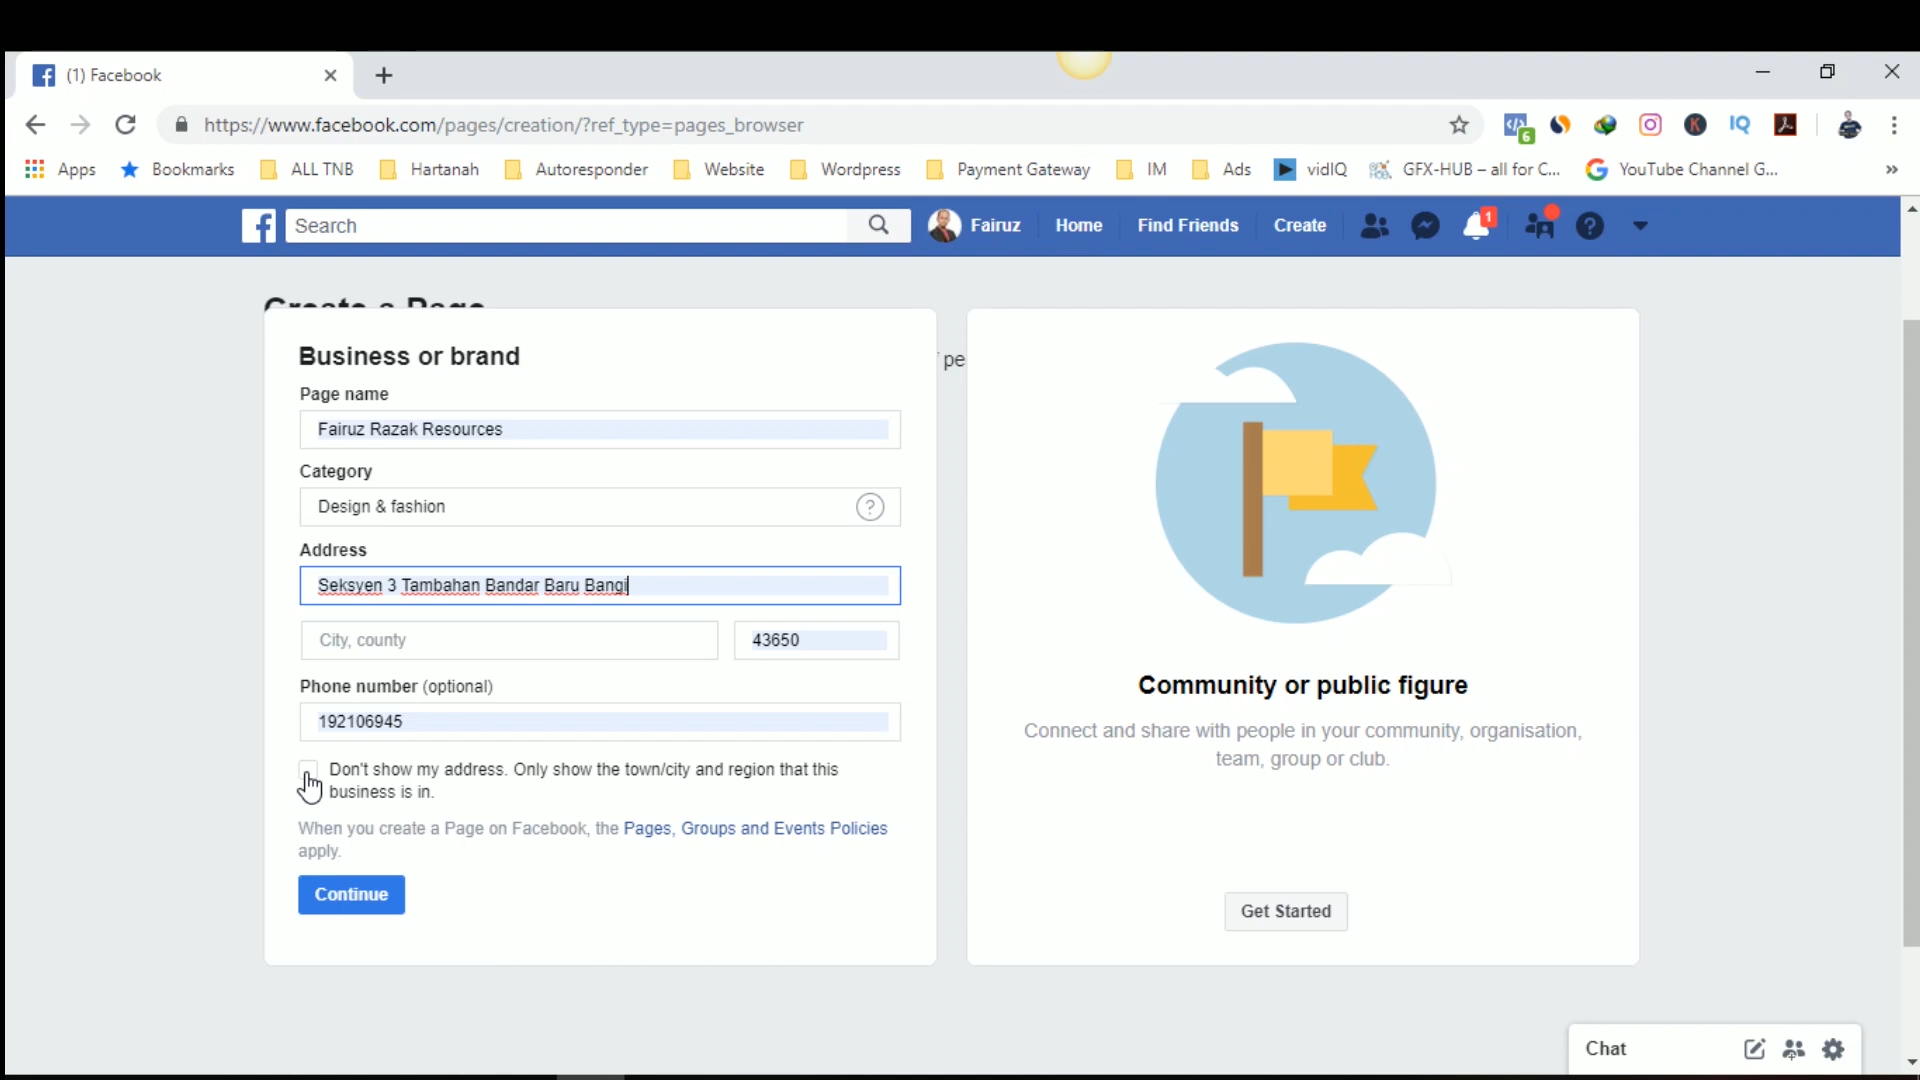 (1) Facebook
https://www.facebook.com/pages/creation/?ref_type=pages_browser
6
K
IQ
Apps Bookmarks ALL TNB Hartanah Autoresponder Website Wordpress Payment Gateway IM Ads vidIQ GFX-HUB – all for C... YouTube Channel G... »
Search Fairuz Home Find Friends Create 1
Create a Page
pe
Business or brand
Page name
Fairuz Razak Resources
Category
Design & fashion
?
Address
Seksyen 3 Tambahan Bandar Baru Bangi
City, county 43650
Phone number (optional)
192106945
Don't show my address. Only show the town/city and region that this
business is in.
When you create a Page on Facebook, the Pages, Groups and Events Policies
apply.
Continue
Community or public figure
Connect and share with people in your community, organisation,
team, group or club.
Get Started
Chat